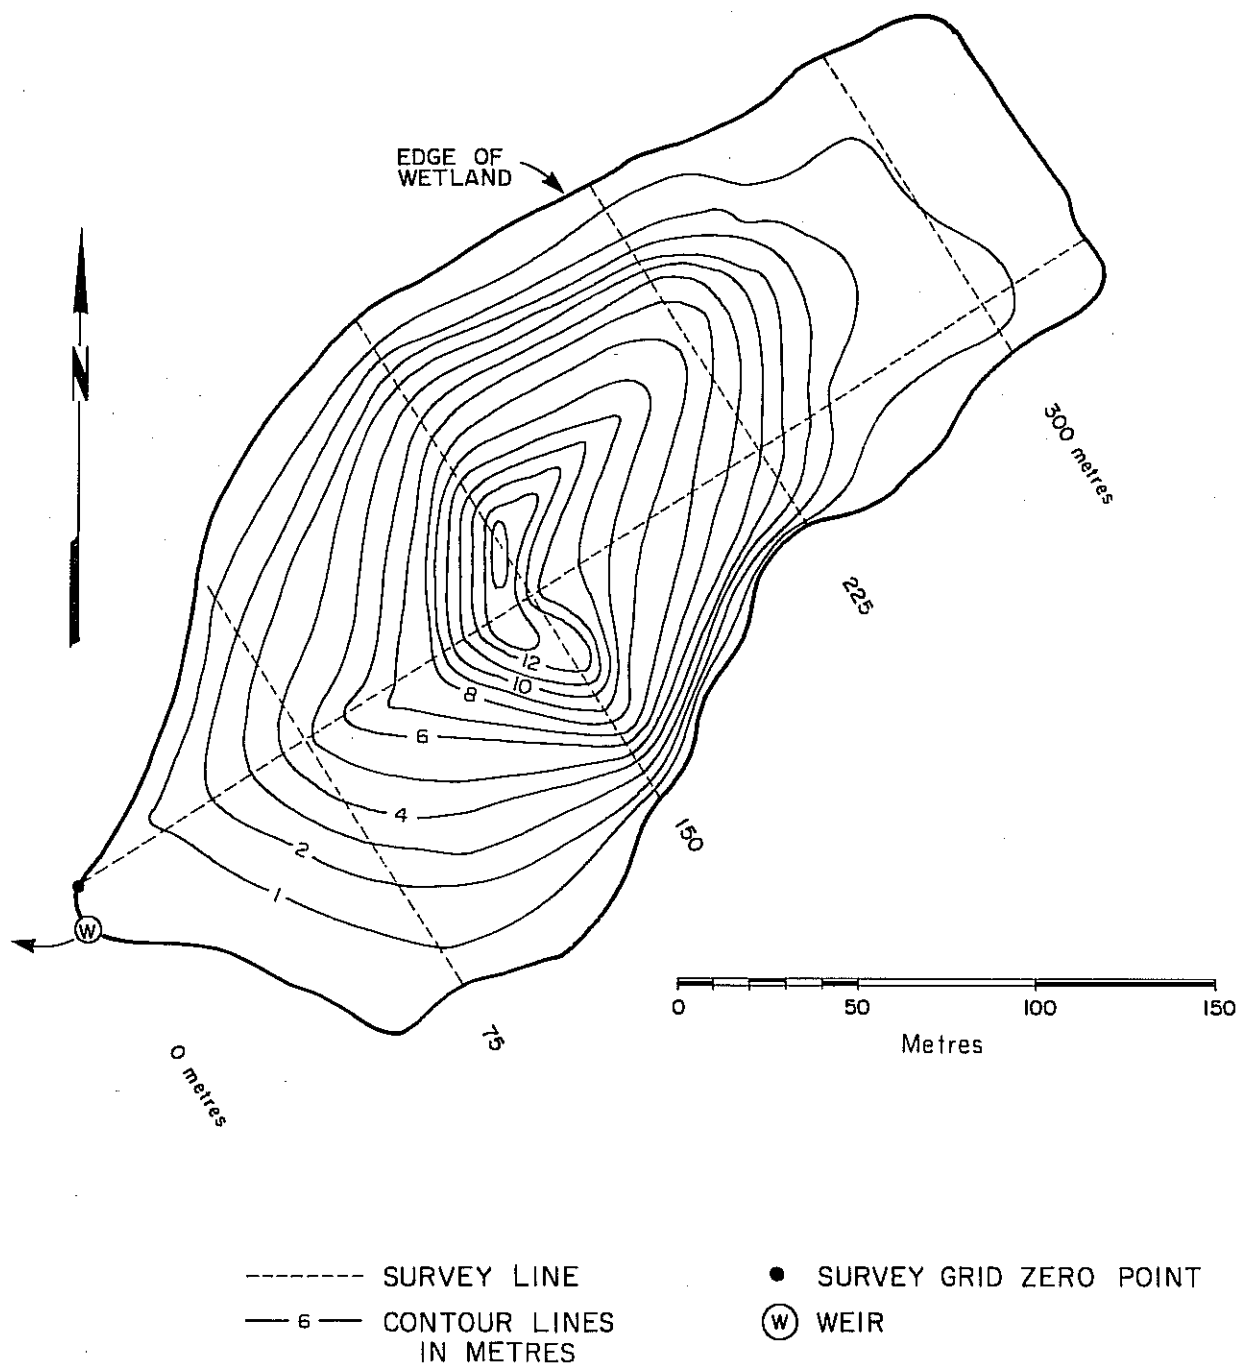 EDGE OF
WETLAND
N
300 metres
225
150
75
0 metres
12
10
8
6
4
2
1
W
0 50 100 150
Metres
SURVEY LINE
6 CONTOUR LINES
IN METRES
SURVEY GRID ZERO POINT
W WEIR